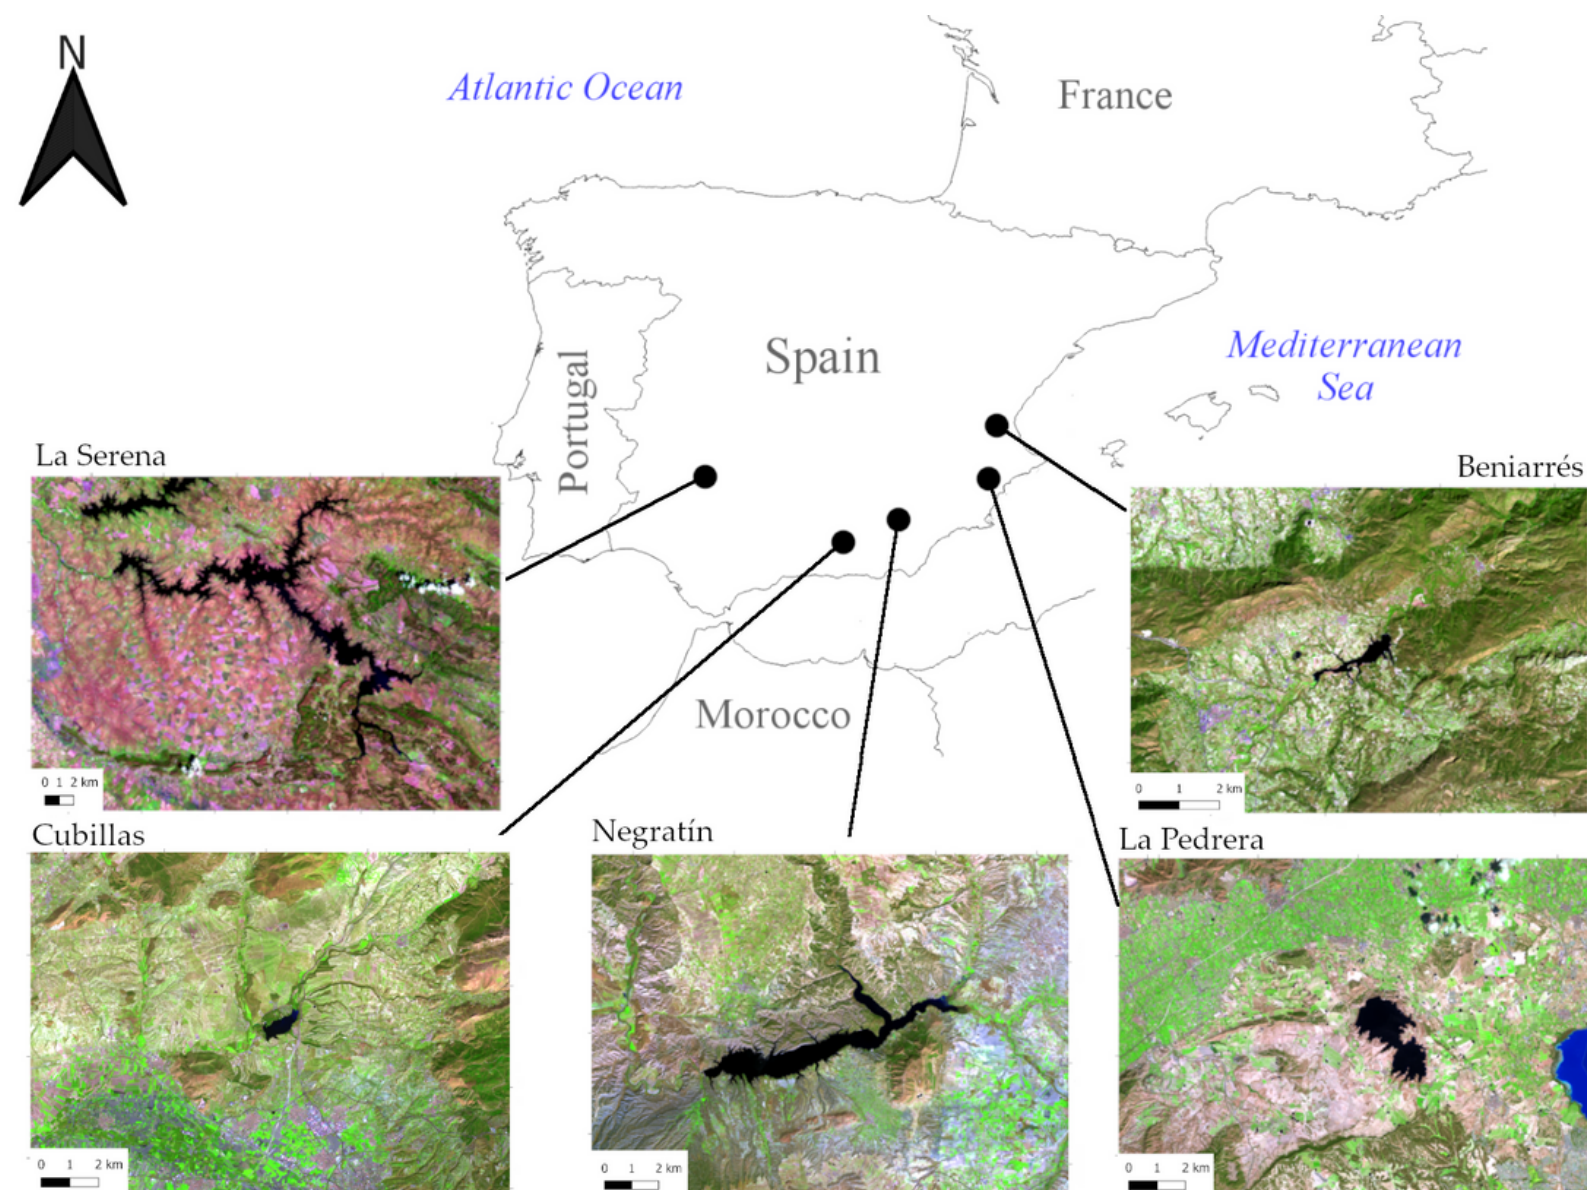 N
Atlantic Ocean
France
Spain
Mediterranean
Sea
Portugal
La Serena
Beniarrés
Morocco
0 1 2 km
0 1 2 km
Cubillas
Negratín
La Pedrera
0 1 2 km
0 1 2 km
0 1 2 km